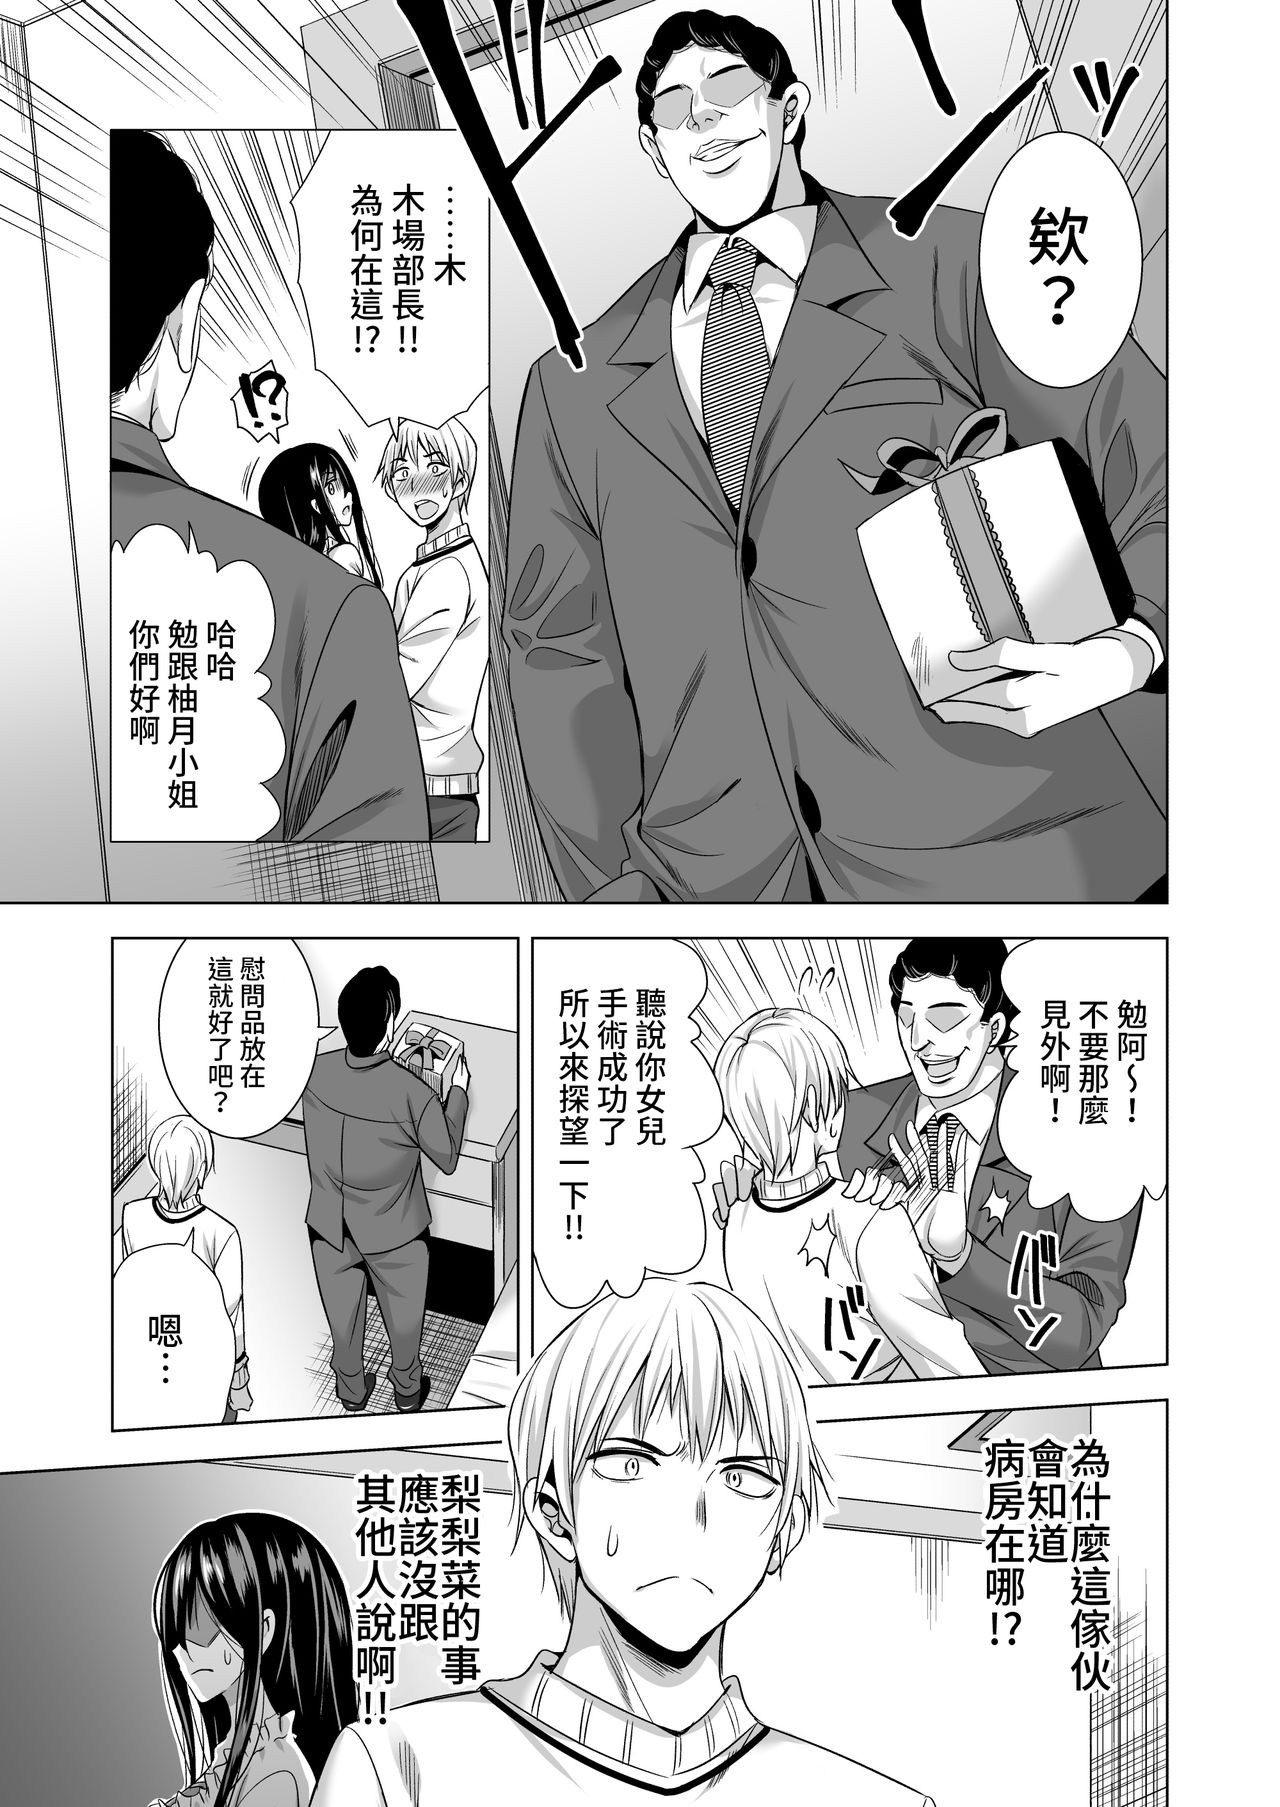 欸？
……木
木場部長!!
為何在這!?
!?
哈哈
勉跟柚月小姐
你們好啊
勉阿～！
不要那麼
見外啊！
聽說你女兒
手術成功了
所以來探望一下!!
慰問品放在
這就好了吧？
嗯…
為什麼這傢伙
會知道
病房在哪!?
梨梨菜的事
應該沒跟
其他人說啊!!